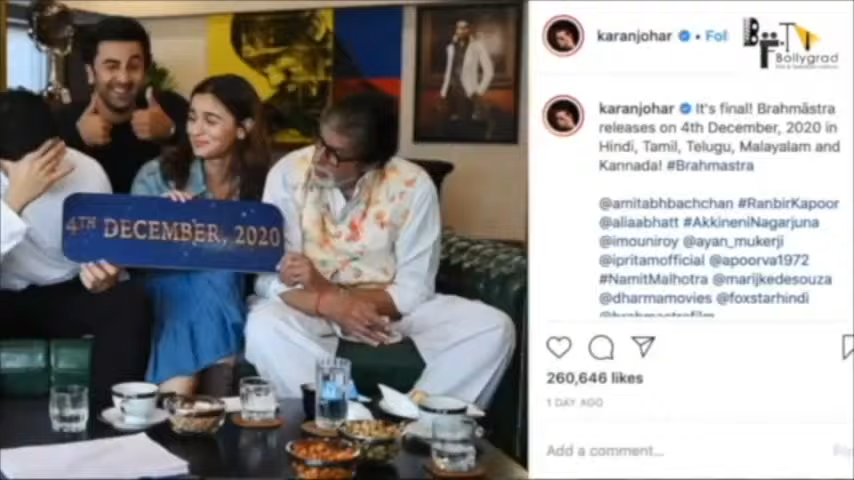 4TH DECEMBER, 2020
karanjohar • Fol
BFTV
Bollygrad
karanjohar It's final! Brahmāstra
releases on 4th December, 2020 in
Hindi, Tamil, Telugu, Malayalam and
Kannada! #Brahmastra
@amitabhbachchan #RanbirKapoor
@aliaabhatt #AkkineniNagarjuna
@imouniroy @ayan_mukerji
@ipritamofficial @apoorva1972
#NamitMalhotra @marijkedesouza
@dharmamovies @foxstarhindi
@brahmastrafilm
260,646 likes
1 DAY AGO
Add a comment...